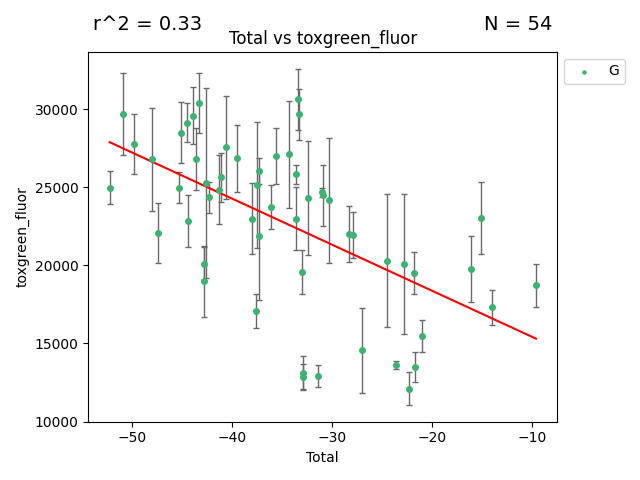 r^2 = 0.33
N = 54
Total vs toxgreen_fluor
G
30000
25000
20000
15000
10000
toxgreen_fluor
−50
−40
−30
−20
−10
Total